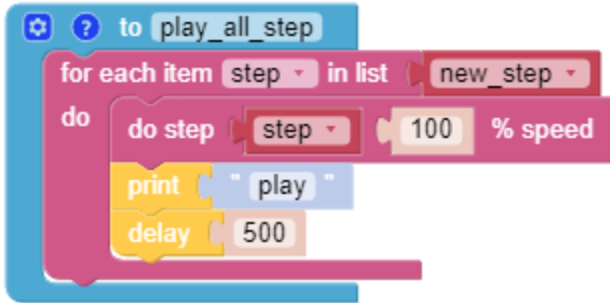 ? to play_all_step
for each item step in list new_step
do do step step 100 % speed
print " play "
delay 500